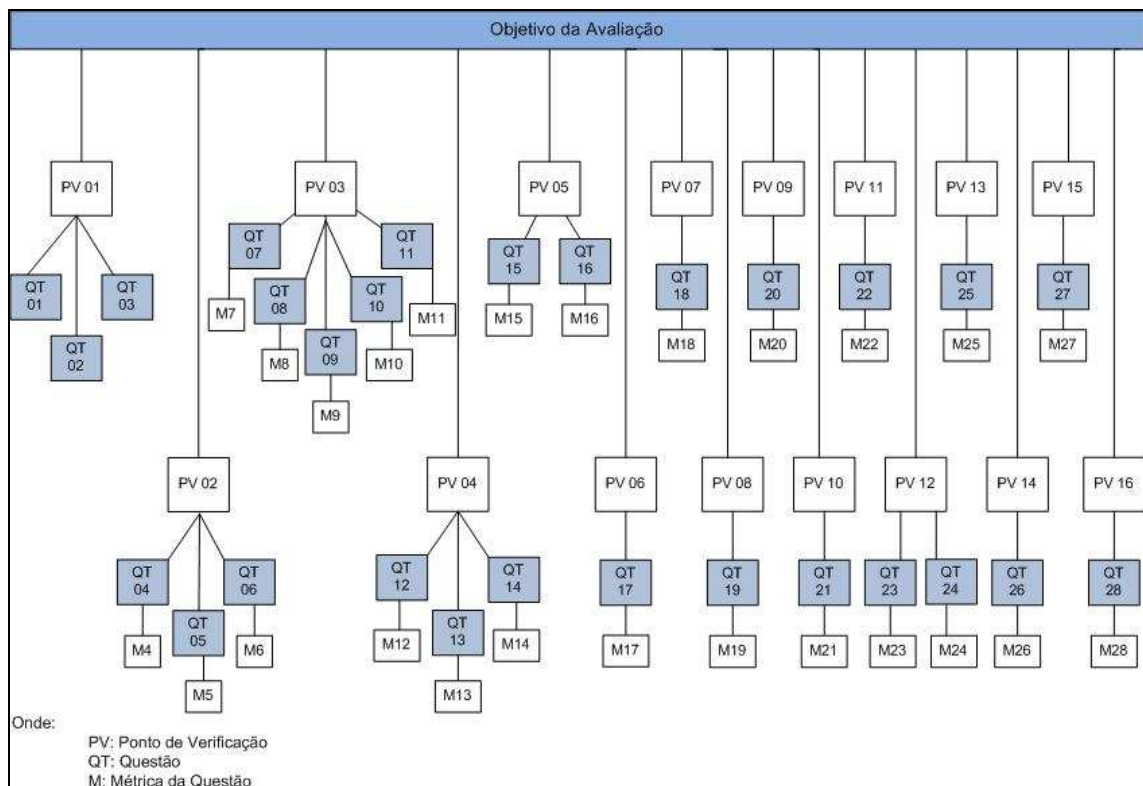 Objetivo da Avaliação
PV 01
PV 03
PV 05
PV 07
PV 09
PV 11
PV 13
PV 15
QT
01
QT
02
QT
03
QT
07
M7
QT
08
M8
QT
09
M9
QT
10
M10
QT
11
M11
QT
15
M15
QT
16
M16
QT
18
M18
QT
20
M20
QT
22
M22
QT
25
M25
QT
27
M27
PV 02
PV 04
PV 06
PV 08
PV 10
PV 12
PV 14
PV 16
QT
04
M4
QT
05
M5
QT
06
M6
QT
12
M12
QT
13
M13
QT
14
M14
QT
17
M17
QT
19
M19
QT
21
M21
QT
23
M23
QT
24
M24
QT
26
M26
QT
28
M28
Onde:
PV: Ponto de Verificação
QT: Questão
M: Métrica da Questão